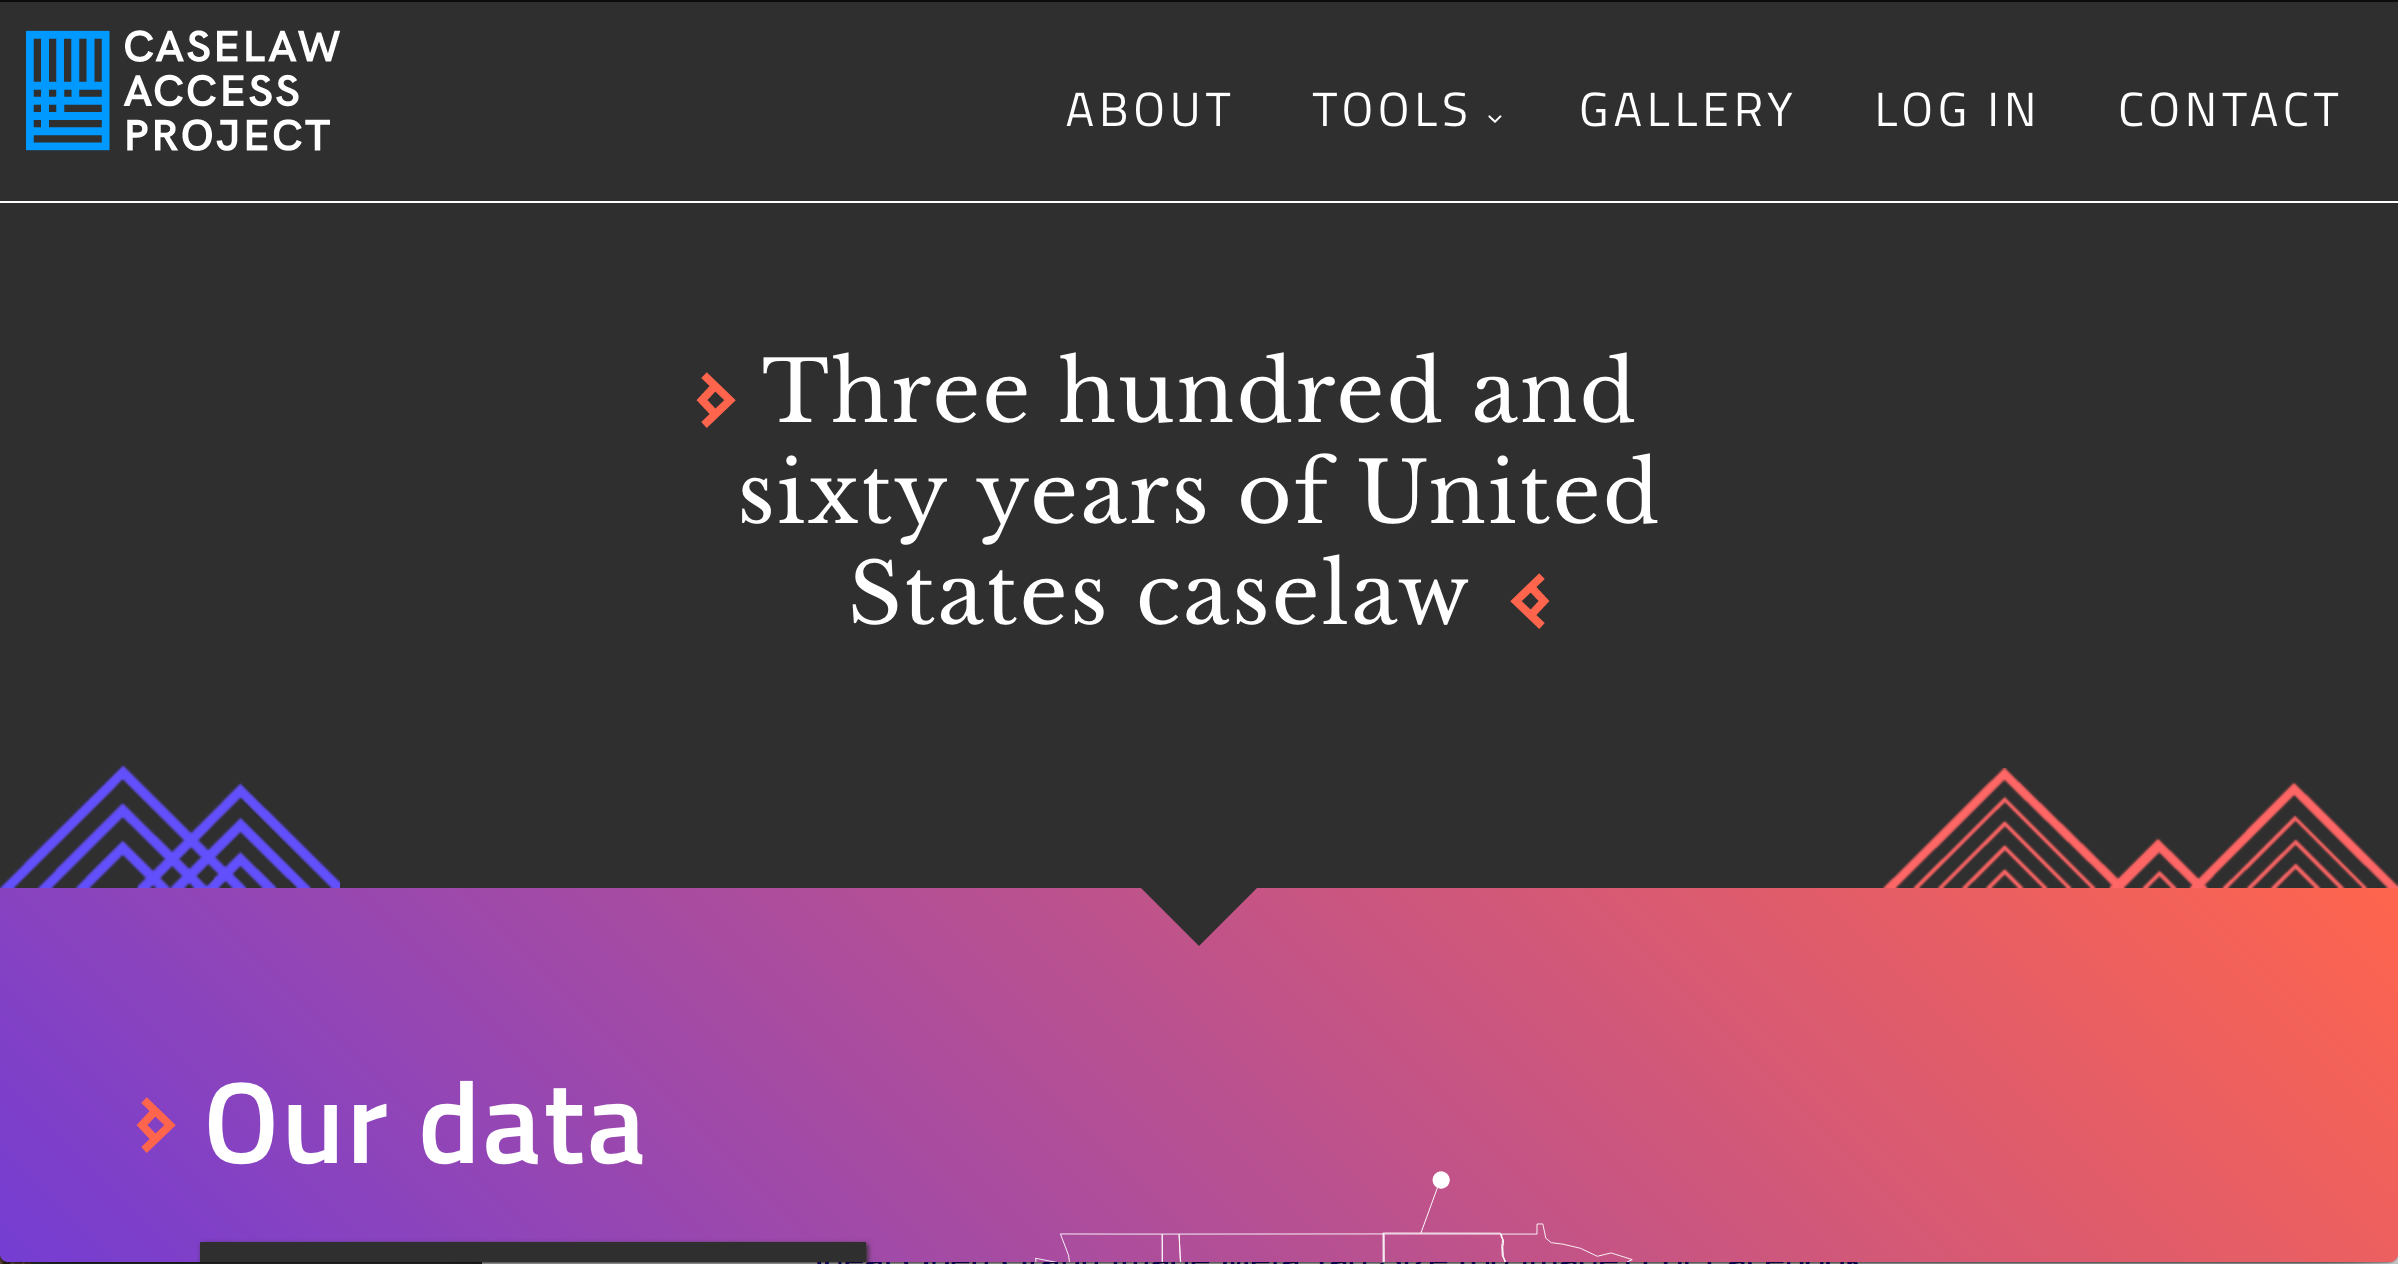 CASELAW
ACCESS
PROJECT
ABOUT TOOLS GALLERY LOG IN CONTACT
Three hundred and
sixty years of United
States caselaw
Our data